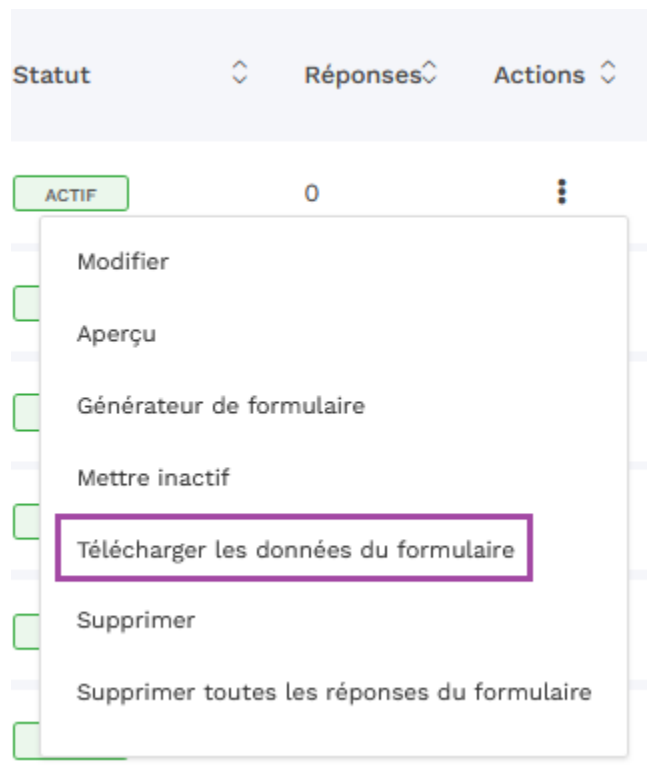 Statut Réponses Actions
ACTIF 0
Modifier
Aperçu
Générateur de formulaire
Mettre inactif
Télécharger les données du formulaire
Supprimer
Supprimer toutes les réponses du formulaire